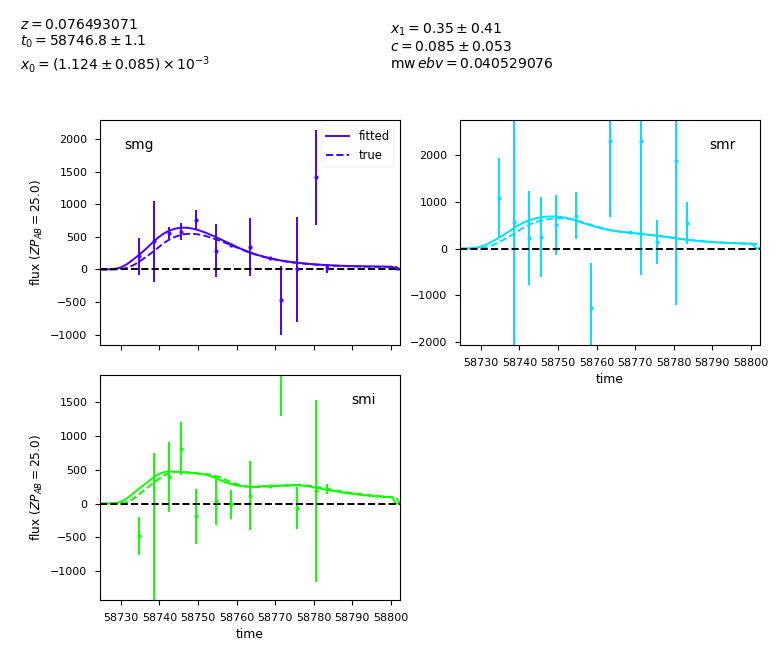 z = 0.076493071
t₀ = 58746.8 ± 1.1
x₀ = (1.124 ± 0.085) × 10⁻³
x₁ = 0.35 ± 0.41
c = 0.085 ± 0.053
mw ebv = 0.040529076
smg
fitted
true
2000
1500
1000
500
0
−500
−1000
flux (ZP_AB = 25.0)
smr
2000
1000
0
−1000
−2000
58730 58740 58750 58760 58770 58780 58790 58800
time
smi
1500
1000
500
0
−500
−1000
flux (ZP_AB = 25.0)
58730 58740 58750 58760 58770 58780 58790 58800
time